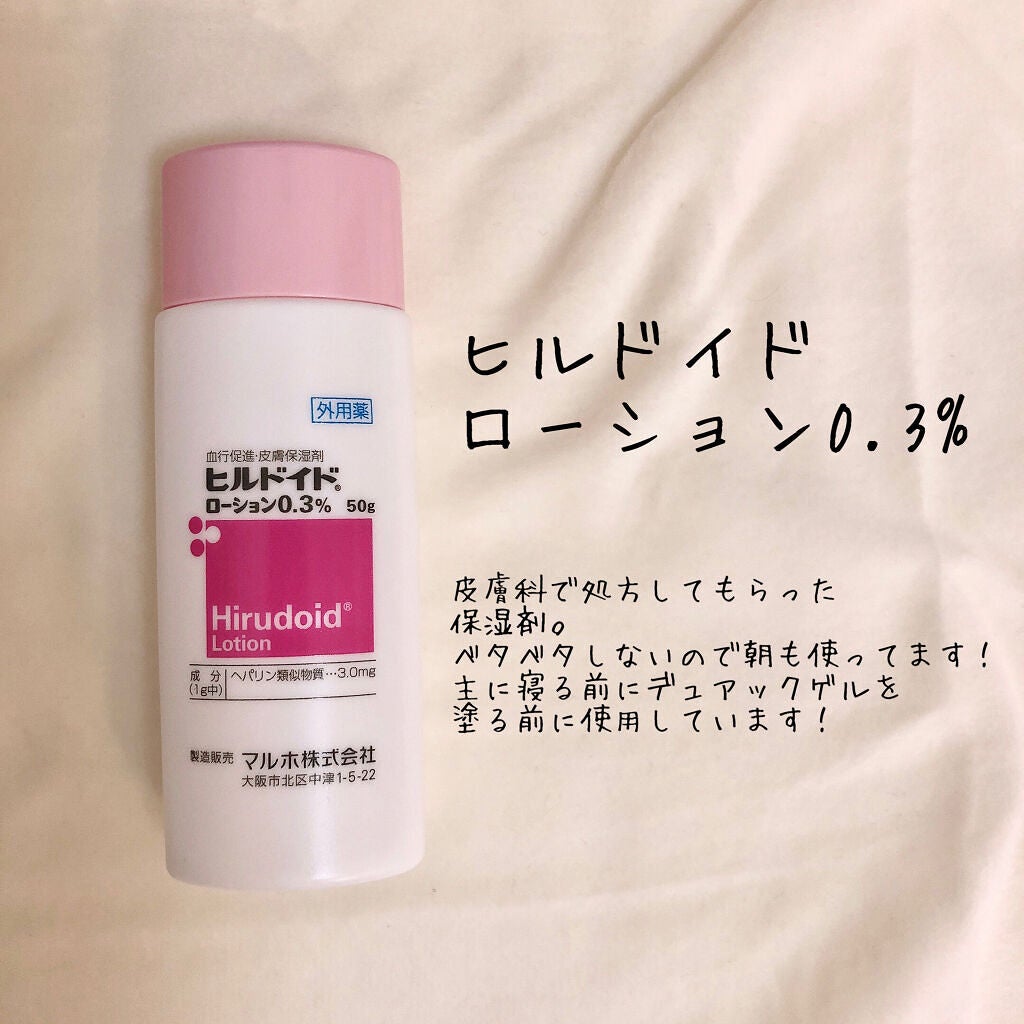 外用薬
血行促進・皮膚保湿剤
ヒルドイド®
ローション0.3% 50g
Hirudoid®
Lotion
成分 (1g中) ヘパリン類似物質…3.0mg
製造販売 マルホ株式会社
大阪市北区中津1-5-22
ヒルドイド
ローション0.3%
皮膚科で処方してもらった
保湿剤。
ベタベタしないので朝も使ってます！
主に寝る前にデュアックゲルを
塗る前に使用しています！